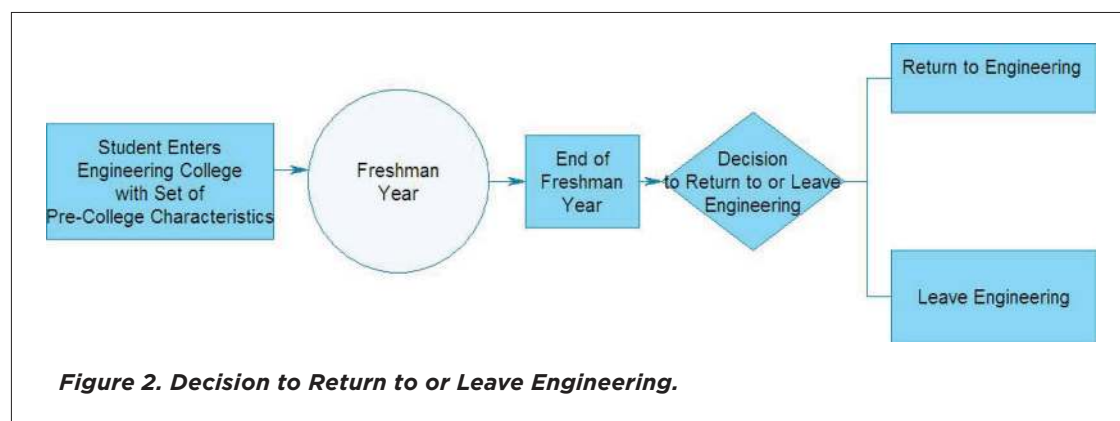 Student Enters
Engineering College
with Set of
Pre-College Characteristics
Freshman
Year
End of
Freshman
Year
Decision
to Return to or Leave
Engineering
Return to Engineering
Leave Engineering
Figure 2. Decision to Return to or Leave Engineering.